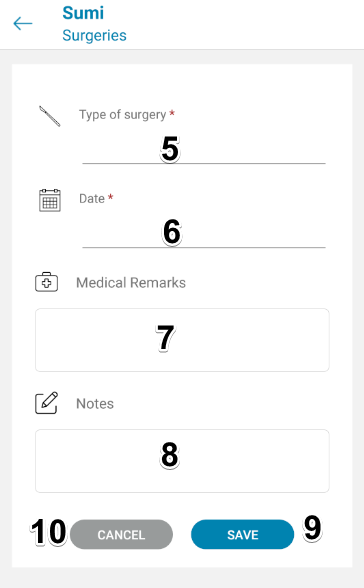 Sumi
Surgeries
Type of surgery *
5
Date *
6
Medical Remarks
7
Notes
8
10 CANCEL SAVE 9